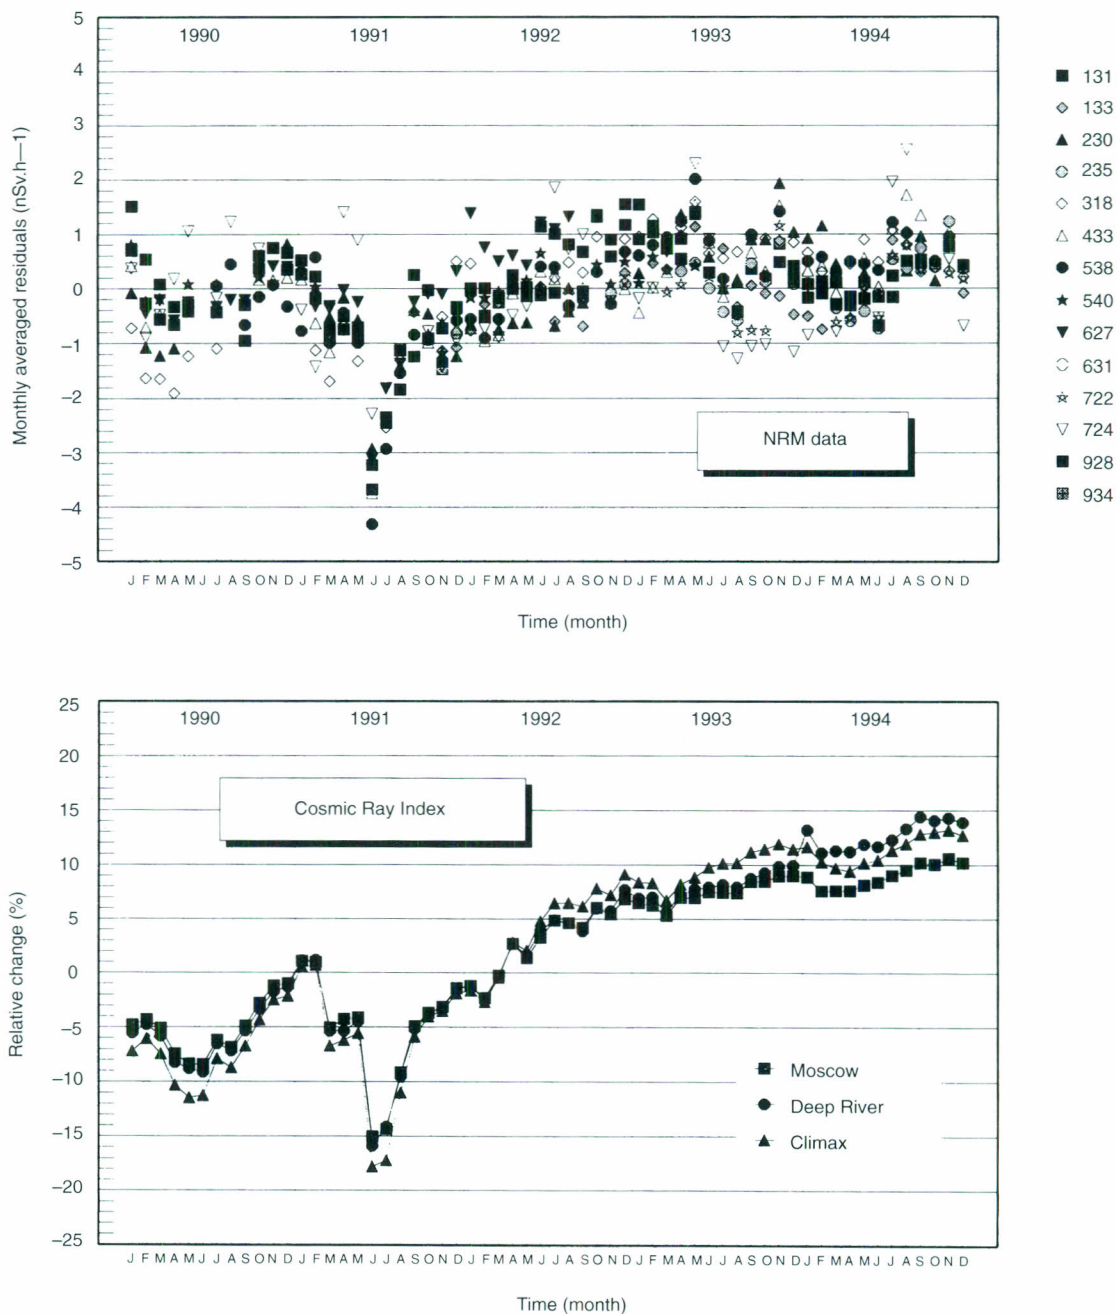 5
1990 1991 1992 1993 1994
4
3
2
1
0
−1
−2
−3
−4
−5
Monthly averaged residuals (nSv.h—1)
NRM data
131
133
230
235
318
433
538
540
627
631
722
724
928
934
J F M A M J J A S O N D J F M A M J J A S O N D J F M A M J J A S O N D J F M A M J J A S O N D J F M A M J J A S O N D
Time (month)
25
1990 1991 1992 1993 1994
20
15
10
5
0
−5
−10
−15
−20
−25
Relative change (%)
Cosmic Ray Index
Moscow
Deep River
Climax
J F M A M J J A S O N D J F M A M J J A S O N D J F M A M J J A S O N D J F M A M J J A S O N D J F M A M J J A S O N D
Time (month)